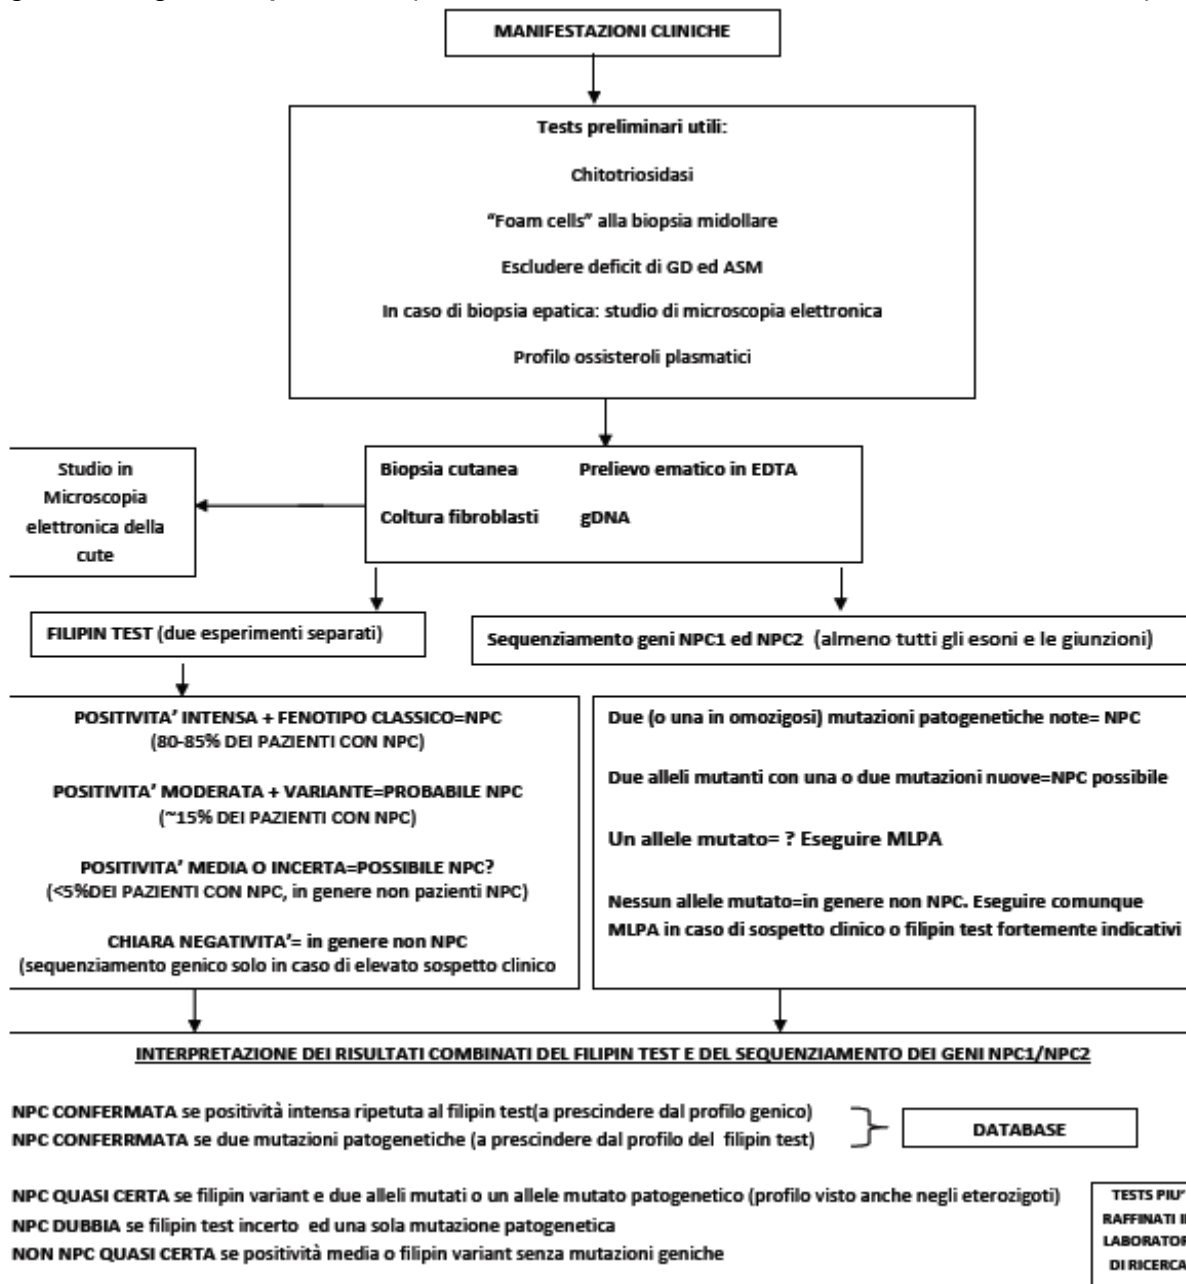 MANIFESTAZIONI CLINICHE
Tests preliminari utili:
Chitotriosidasi
“Foam cells” alla biopsia midollare
Escludere deficit di GD ed ASM
In caso di biopsia epatica: studio di microscopia elettronica
Profilo ossisteroli plasmatici
Studio in
Microscopia
elettronica della
cute
Biopsia cutanea Prelievo ematico in EDTA
Coltura fibroblasti gDNA
FILIPIN TEST (due esperimenti separati)
Sequenziamento geni NPC1 ed NPC2 (almeno tutti gli esoni e le giunzioni)
POSITIVITA’ INTENSA + FENOTIPO CLASSICO=NPC
(80-85% DEI PAZIENTI CON NPC)
POSITIVITA’ MODERATA + VARIANTE=PROBABILE NPC
(~15% DEI PAZIENTI CON NPC)
POSITIVITA’ MEDIA O INCERTA=POSSIBILE NPC?
(<5%DEI PAZIENTI CON NPC, in genere non pazienti NPC)
CHIARA NEGATIVITA’= in genere non NPC
(sequenziamento genico solo in caso di elevato sospetto clinico
Due (o una in omozigosi) mutazioni patogenetiche note= NPC
Due alleli mutanti con una o due mutazioni nuove=NPC possibile
Un allele mutato= ? Eseguire MLPA
Nessun allele mutato=in genere non NPC. Eseguire comunque
MLPA in caso di sospetto clinico o filipin test fortemente indicativi
INTERPRETAZIONE DEI RISULTATI COMBINATI DEL FILIPIN TEST E DEL SEQUENZIAMENTO DEI GENI NPC1/NPC2
NPC CONFERMATA se positività intensa ripetuta al filipin test(a prescindere dal profilo genico)
NPC CONFERRMATA se due mutazioni patogenetiche (a prescindere dal profilo del filipin test)
DATABASE
NPC QUASI CERTA se filipin variant e due alleli mutati o un allele mutato patogenetico (profilo visto anche negli eterozigoti)
NPC DUBBIA se filipin test incerto ed una sola mutazione patogenetica
NON NPC QUASI CERTA se positività media o filipin variant senza mutazioni geniche
TESTS PIU’
RAFFINATI
DI RICERCA